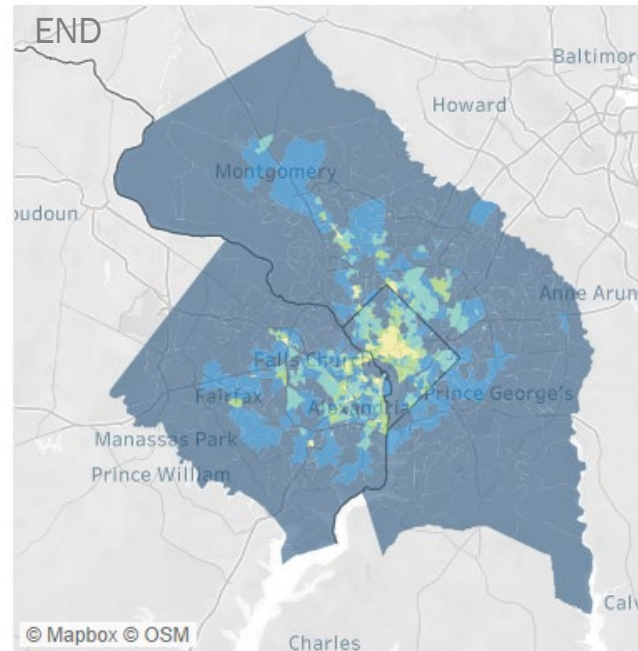 END
Baltimore
Howard
Montgomery
oudoun
Anne Arun
Falls Church
Fairfax
Prince George's
Alexandria
Manassas Park
Prince William
© Mapbox © OSM
Calv
Charles